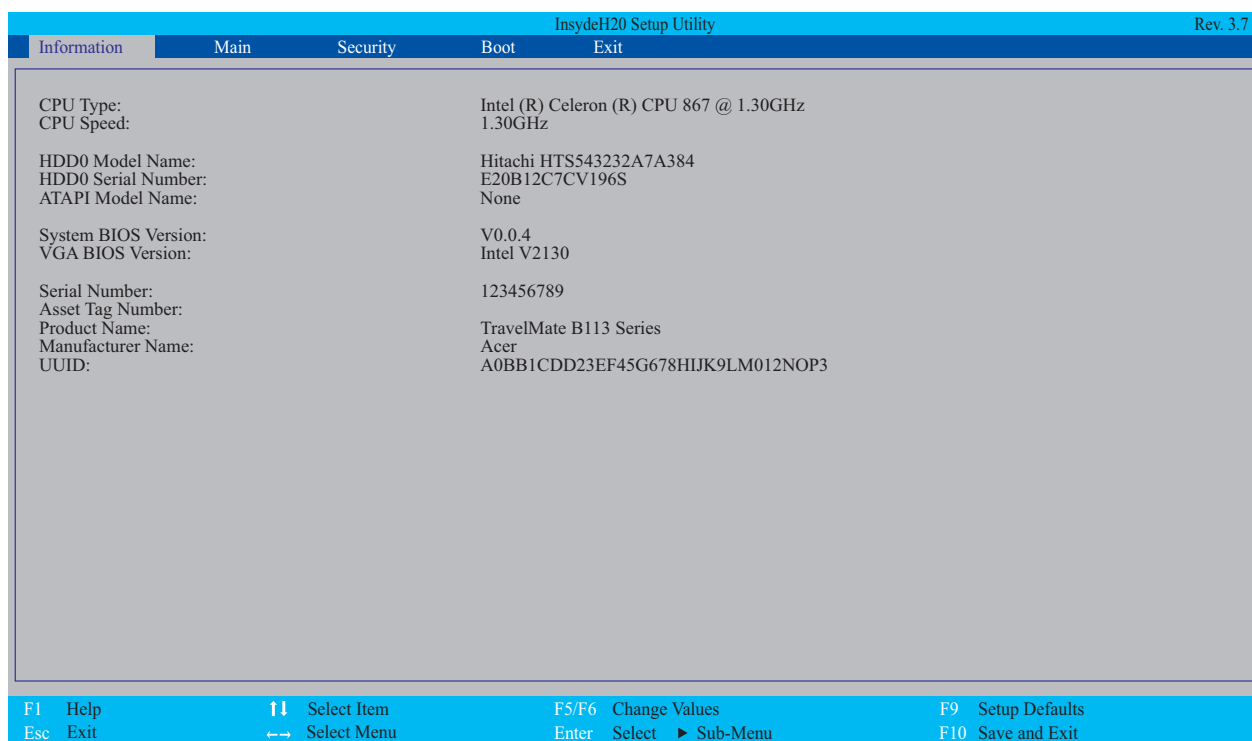 InsydeH20 Setup Utility Rev. 3.7
Information Main Security Boot Exit
CPU Type: Intel (R) Celeron (R) CPU 867 @ 1.30GHz
CPU Speed: 1.30GHz
HDD0 Model Name: Hitachi HTS543232A7A384
HDD0 Serial Number: E20B12C7CV196S
ATAPI Model Name: None
System BIOS Version: V0.0.4
VGA BIOS Version: Intel V2130
Serial Number: 123456789
Asset Tag Number:
Product Name: TravelMate B113 Series
Manufacturer Name: Acer
UUID: A0BB1CDD23EF45G678HIJK9LM012NOP3
F1 Help ↑↓ Select Item F5/F6 Change Values F9 Setup Defaults
Esc Exit ←→ Select Menu Enter Select ▶ Sub-Menu F10 Save and Exit